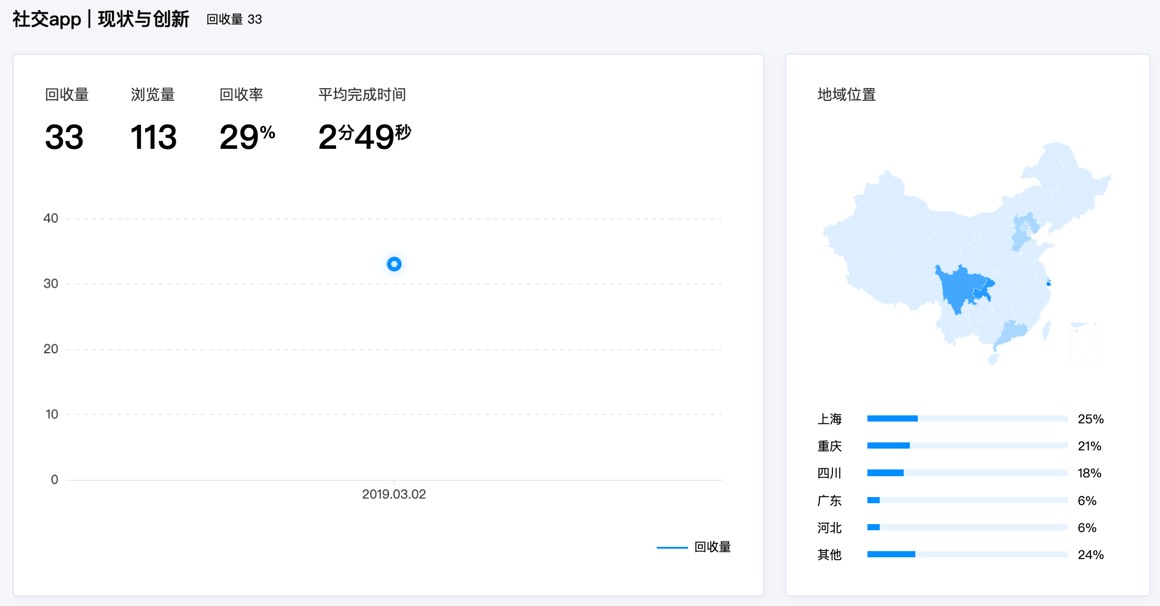 社交app | 现状与创新 回收量 33
回收量 浏览量 回收率 平均完成时间
33 113 29% 2分49秒
40
30
20
10
0
2019.03.02
回收量
地域位置
上海 25%
重庆 21%
四川 18%
广东 6%
河北 6%
其他 24%